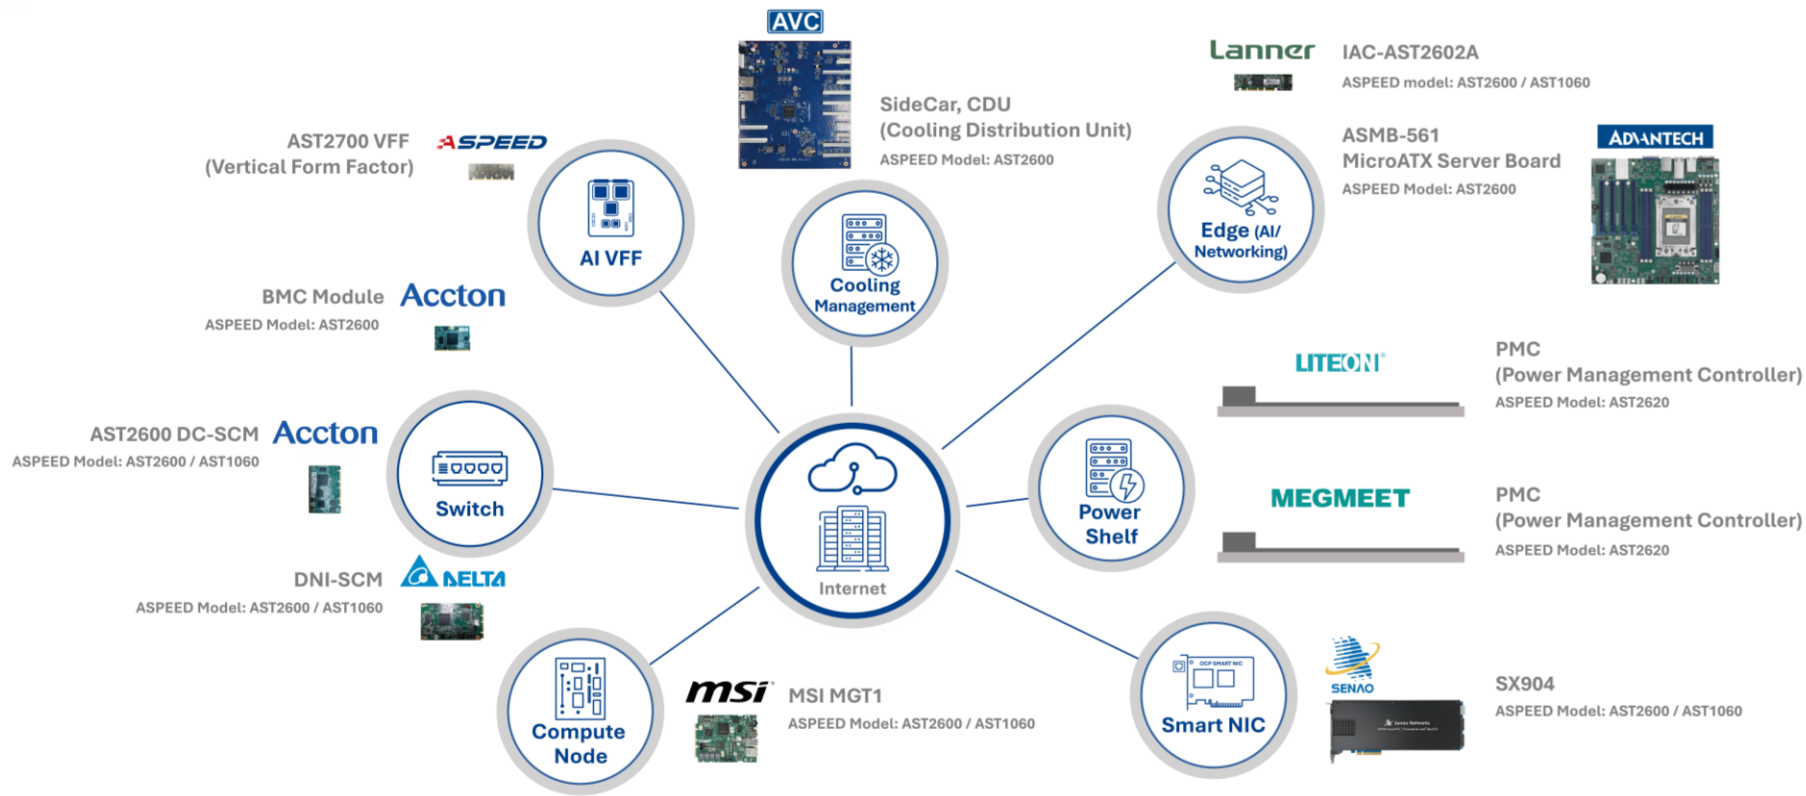 AVC
SideCar, CDU
(Cooling Distribution Unit)
ASPEED Model: AST2600
Lanner
IAC-AST2602A
ASPEED model: AST2600 / AST1060
AST2700 VFF
(Vertical Form Factor)
ASPEED
AI VFF
Cooling
Management
Edge (AI/
Networking)
ASMB-561
MicroATX Server Board
ASPEED Model: AST2600
ADVANTECH
BMC Module
ASPEED Model: AST2600
Accton
LITEON®
PMC
(Power Management Controller)
ASPEED Model: AST2620
AST2600 DC-SCM
ASPEED Model: AST2600 / AST1060
Accton
Switch
Internet
Power
Shelf
MEGMEET
PMC
(Power Management Controller)
ASPEED Model: AST2620
DNI-SCM
ASPEED Model: AST2600 / AST1060
DELTA
Compute
Node
msi
MSI MGT1
ASPEED Model: AST2600 / AST1060
OCP SMART NIC
Smart NIC
SENAO
Senao Networks
SX904
ASPEED Model: AST2600 / AST1060